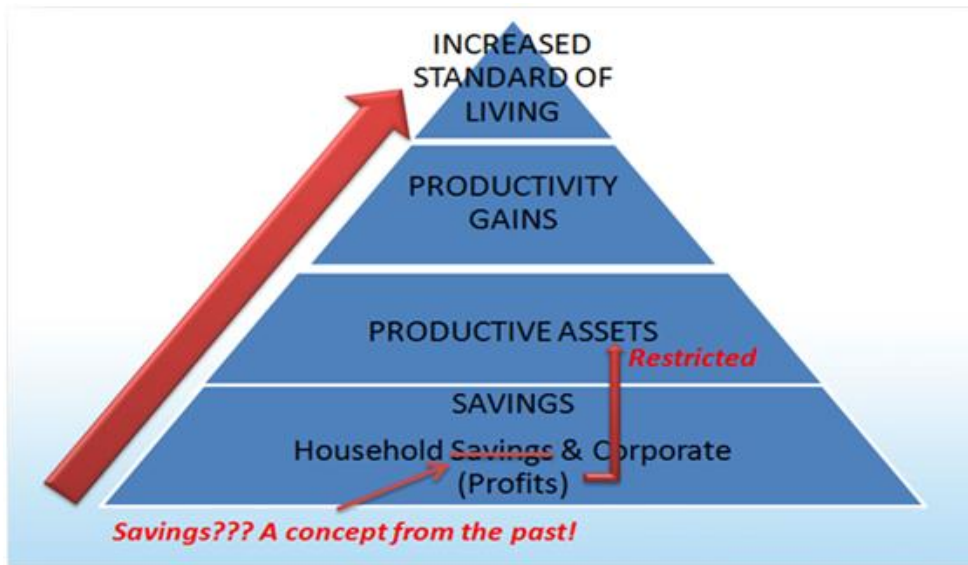 INCREASED
STANDARD OF
LIVING
PRODUCTIVITY
GAINS
PRODUCTIVE ASSETS
Restricted
SAVINGS
Household Savings & Corporate
(Profits)
Savings??? A concept from the past!